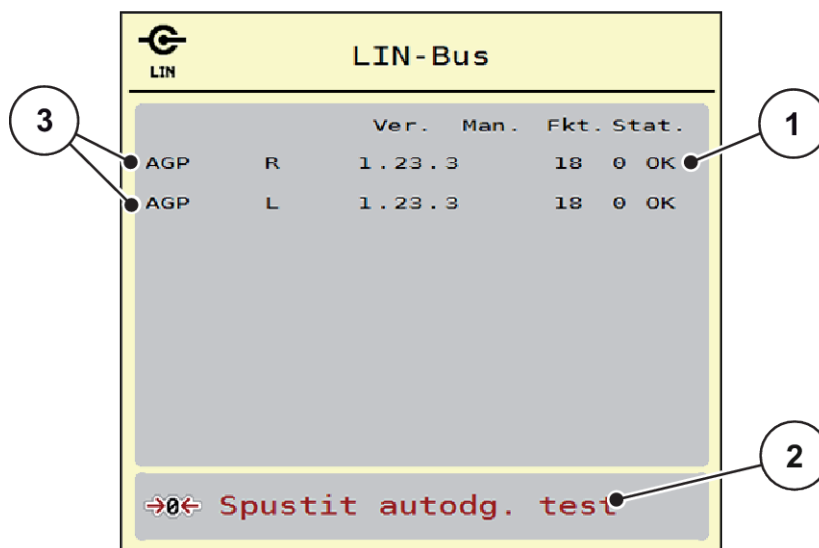 LIN
LIN-Bus
Ver. Man. Fkt. Stat.
3
1
AGP R 1.23.3 18 0 OK
AGP L 1.23.3 18 0 OK
2
→0← Spustit autodg. test